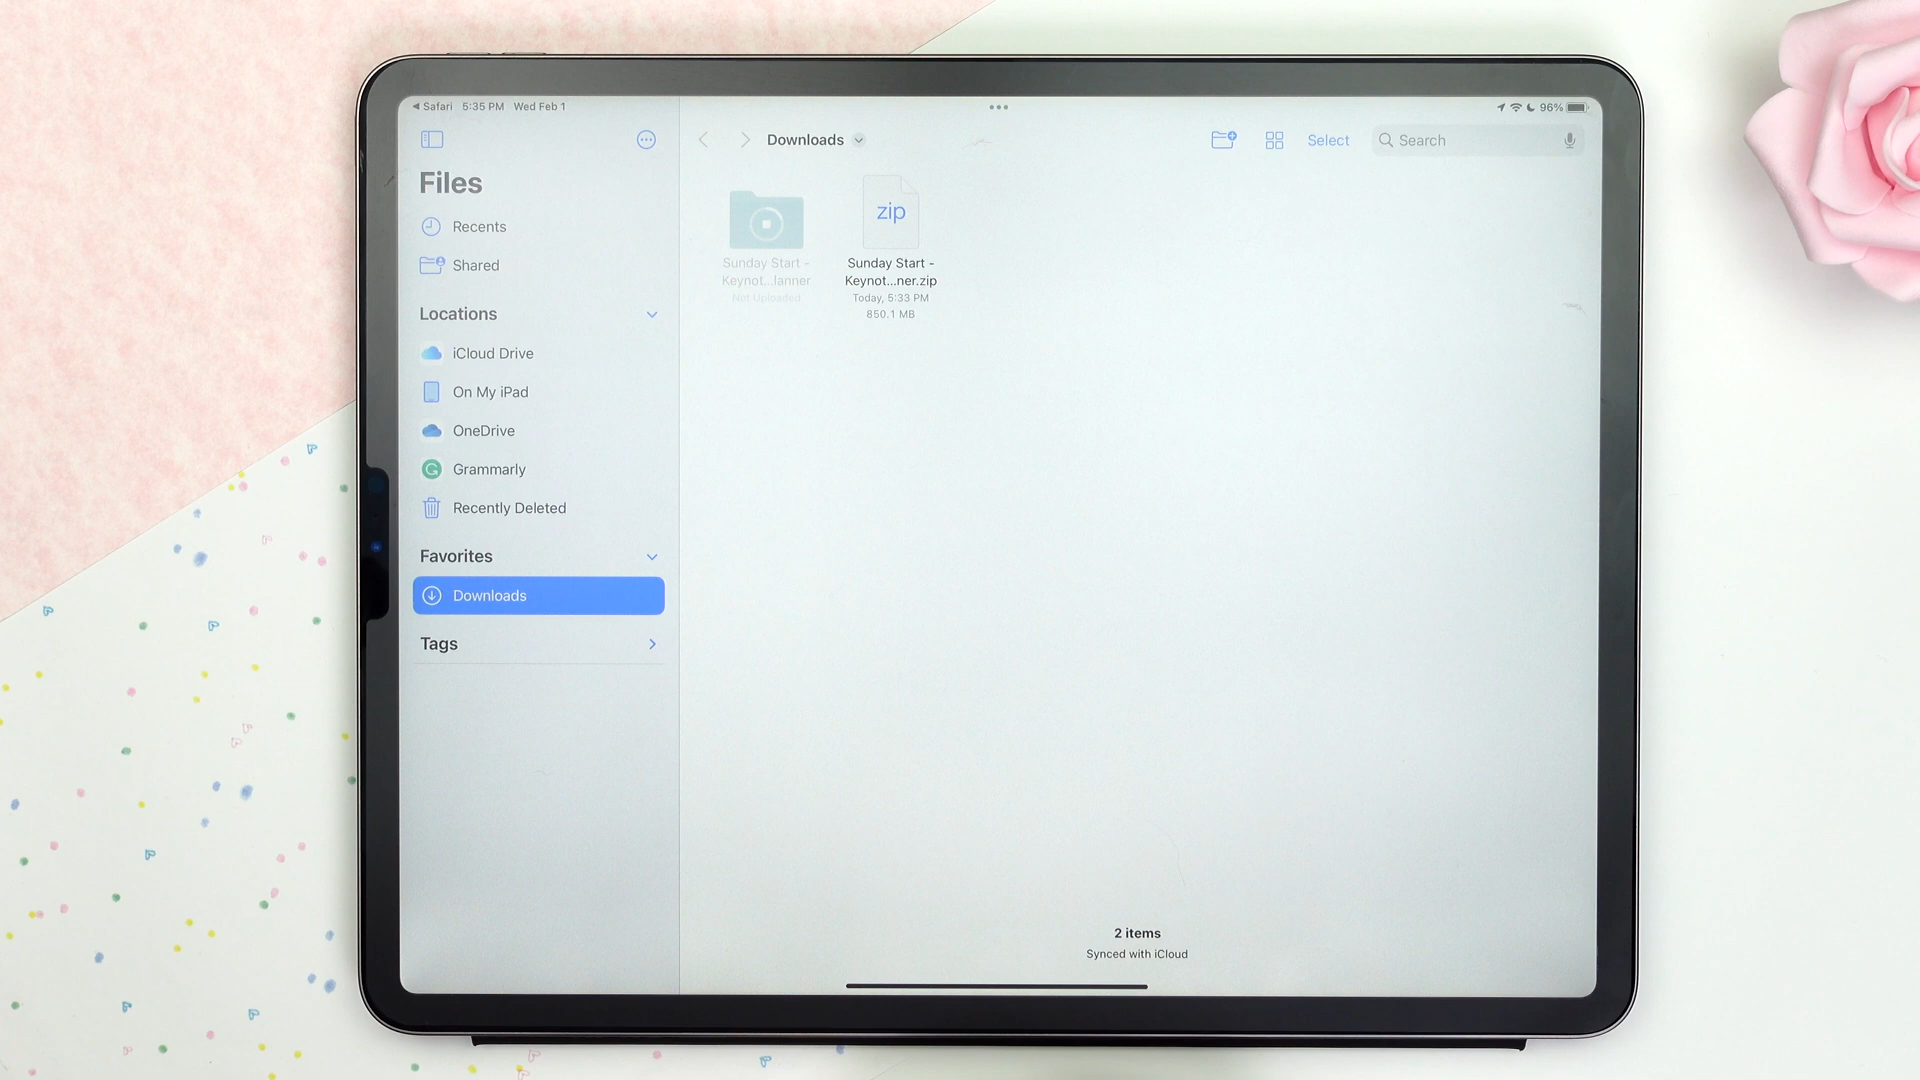 Safari 5:35 PM Wed Feb 1
96%
Files
Recents
Shared
Locations
iCloud Drive
On My iPad
OneDrive
Grammarly
Recently Deleted
Favorites
Downloads
Tags
Downloads
Select
Search
Sunday Start -
Keynot...lanner
Not Uploaded
zip
Sunday Start -
Keynot...ner.zip
Today, 5:33 PM
850.1 MB
2 items
Synced with iCloud